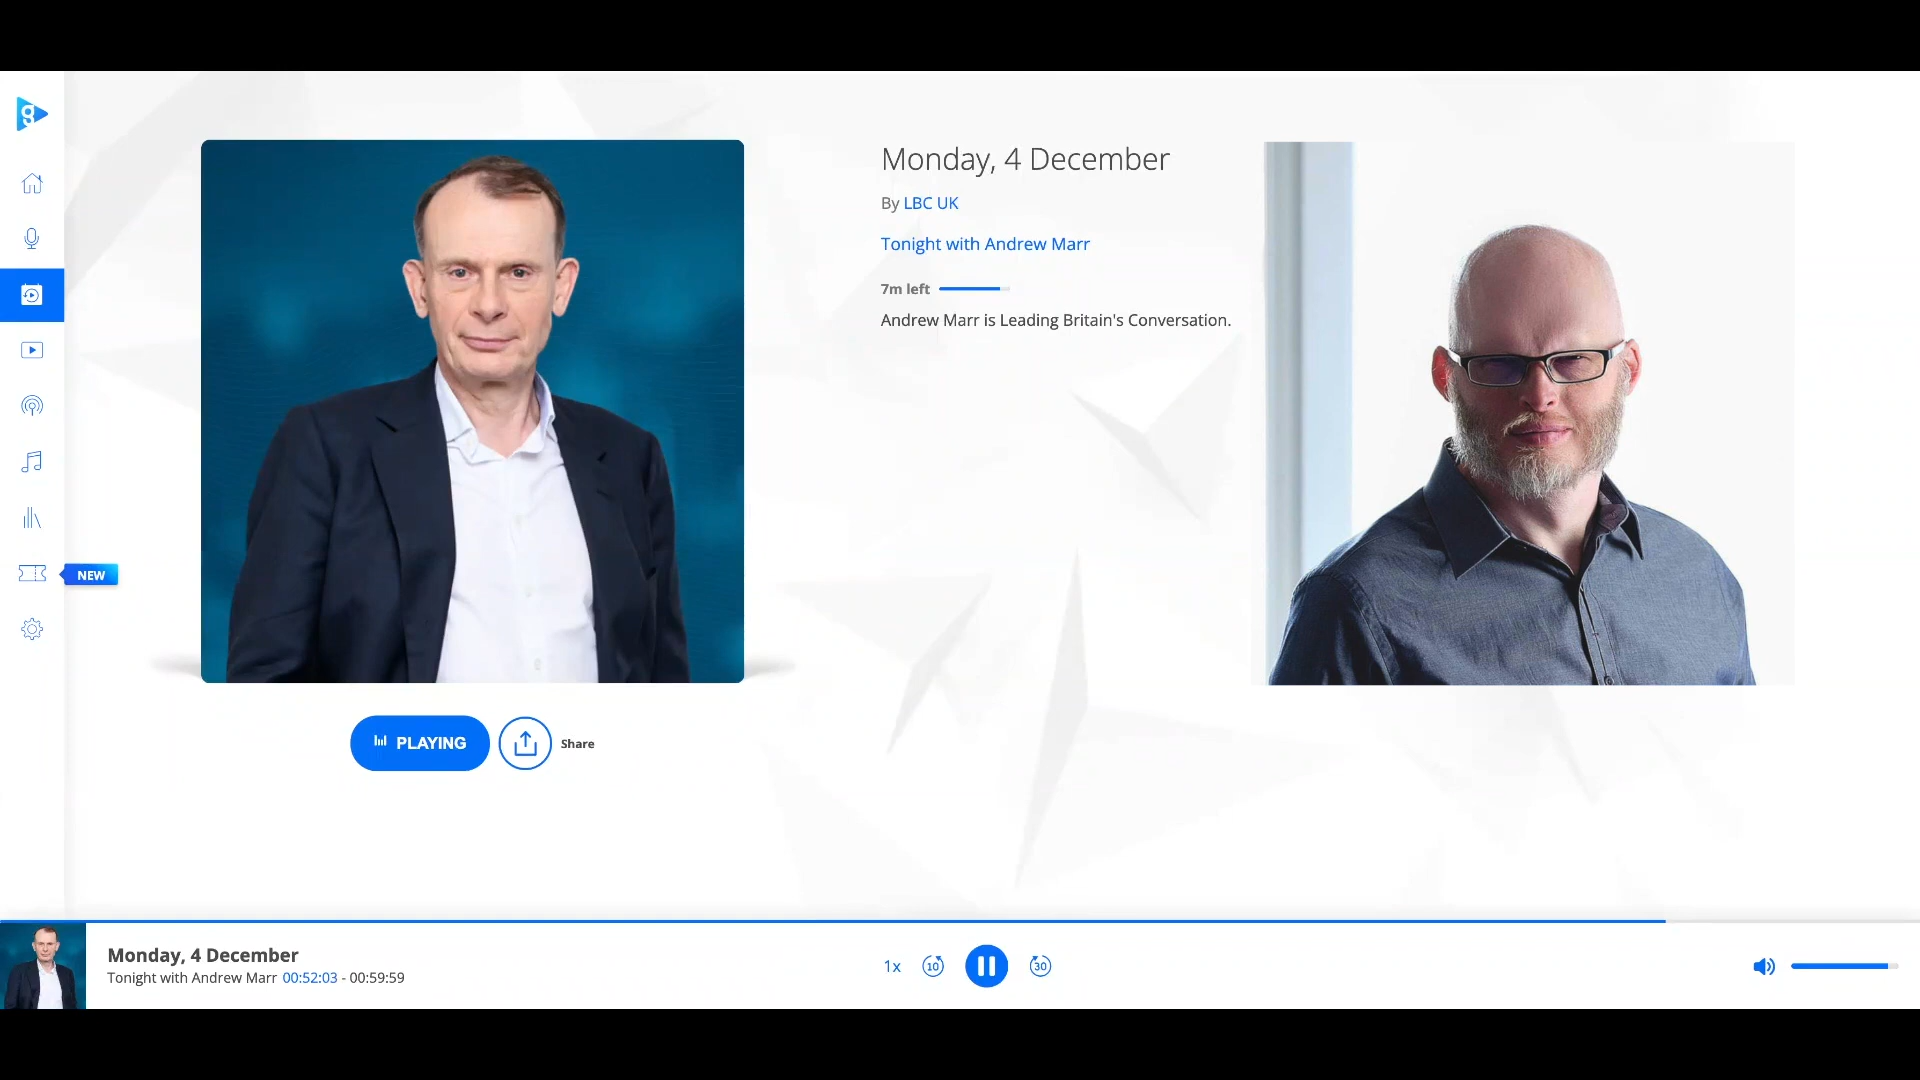 g
Monday, 4 December
By LBC UK
Tonight with Andrew Marr
7m left
Andrew Marr is Leading Britain's Conversation.
NEW
PLAYING
Share
Monday, 4 December
Tonight with Andrew Marr 00:52:03 - 00:59:59
1x
10
30